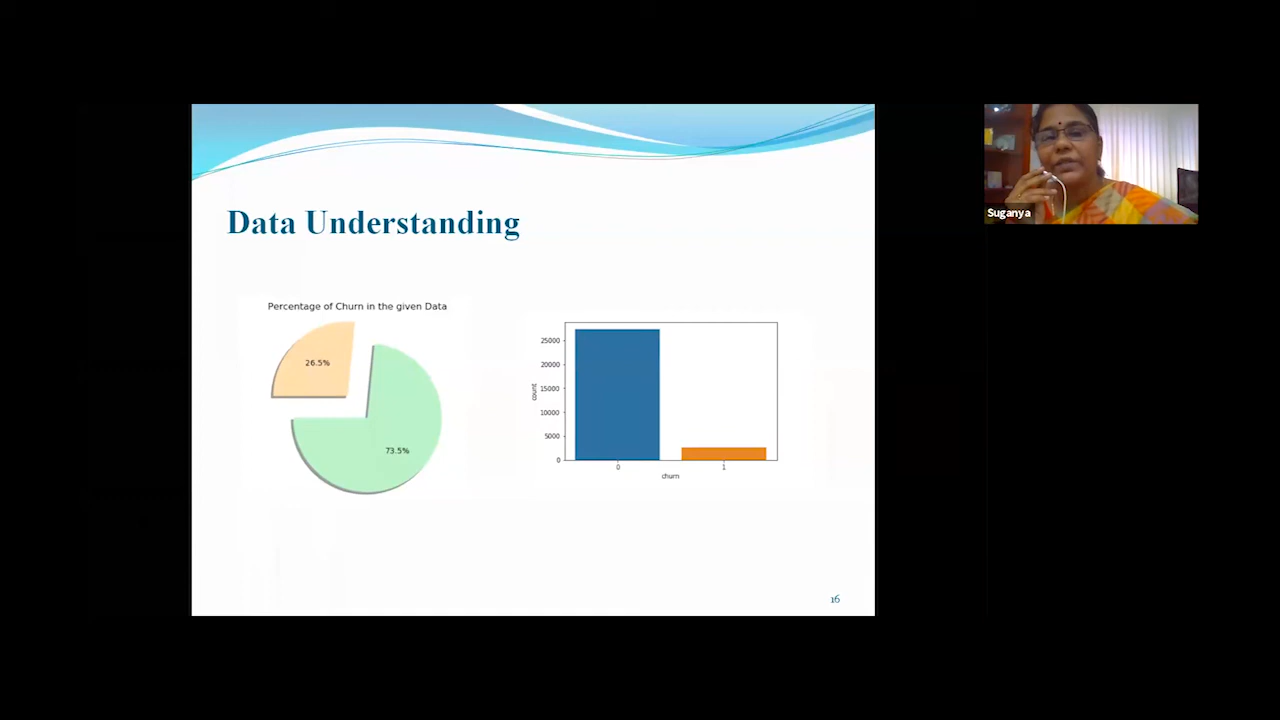 Data Understanding
Percentage of Churn in the given Data
26.5%
73.5%
25000
20000
15000
10000
5000
0
count
0 1
churn
16
Suganya